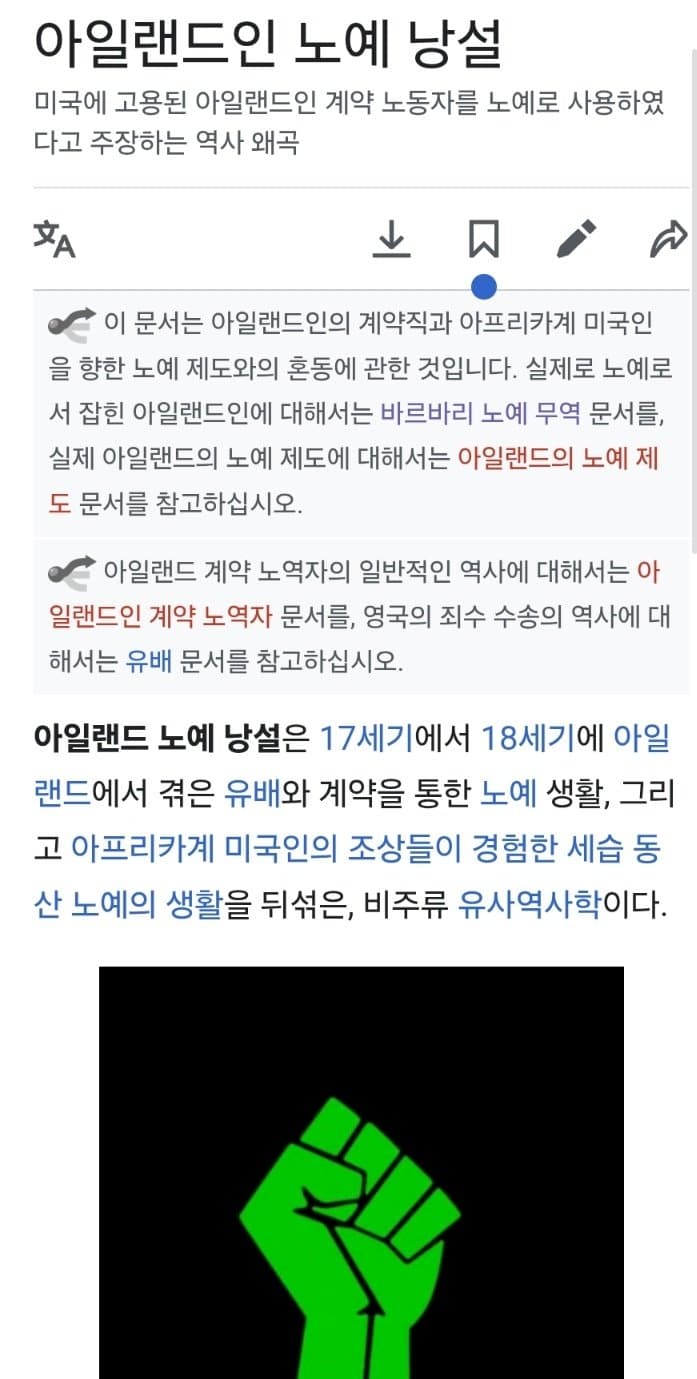 아일랜드인 노예 낭설
미국에 고용된 아일랜드인 계약 노동자를 노예로 사용하였
다고 주장하는 역사 왜곡
이 문서는 아일랜드인의 계약직과 아프리카계 미국인
을 향한 노예 제도와의 혼동에 관한 것입니다. 실제로 노예로
서 잡힌 아일랜드인에 대해서는 바르바리 노예 무역 문서를,
실제 아일랜드의 노예 제도에 대해서는 아일랜드의 노예 제
도 문서를 참고하십시오.
아일랜드 계약 노역자의 일반적인 역사에 대해서는 아
일랜드인 계약 노역자 문서를, 영국의 죄수 수송의 역사에 대
해서는 유배 문서를 참고하십시오.
아일랜드 노예 낭설은 17세기에서 18세기에 아일
랜드에서 겪은 유배와 계약을 통한 노예 생활, 그리
고 아프리카계 미국인의 조상들이 경험한 세습 동
산 노예의 생활을 뒤섞은, 비주류 유사역사학이다.